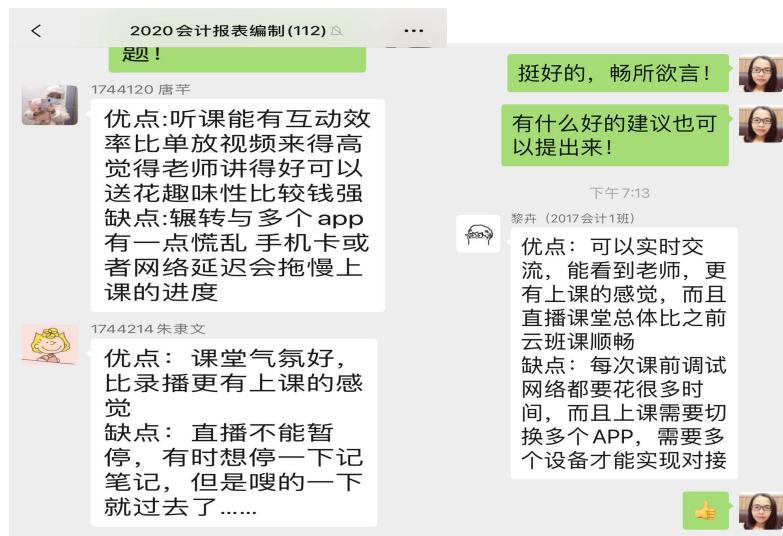 2020会计报表编制(112)
题！
1744120 唐芊
优点:听课能有互动效
率比单放视频来得高
觉得老师讲得好可以
送花趣味性比较钱强
缺点:辗转与多个app
有一点慌乱 手机卡或
者网络延迟会拖慢上
课的进度
1744214朱隶文
优点：课堂气氛好，
比录播更有上课的感
觉
缺点：直播不能暂
停，有时想停一下记
笔记，但是嗖的一下
就过去了……
挺好的，畅所欲言！
有什么好的建议也可
以提出来！
下午7:13
黎卉（2017会计1班）
优点：可以实时交
流，能看到老师，更
有上课的感觉，而且
直播课堂总体比之前
云班课顺畅
缺点：每次课前调试
网络都要花很多时
间，而且上课需要切
换多个APP，需要多
个设备才能实现对接